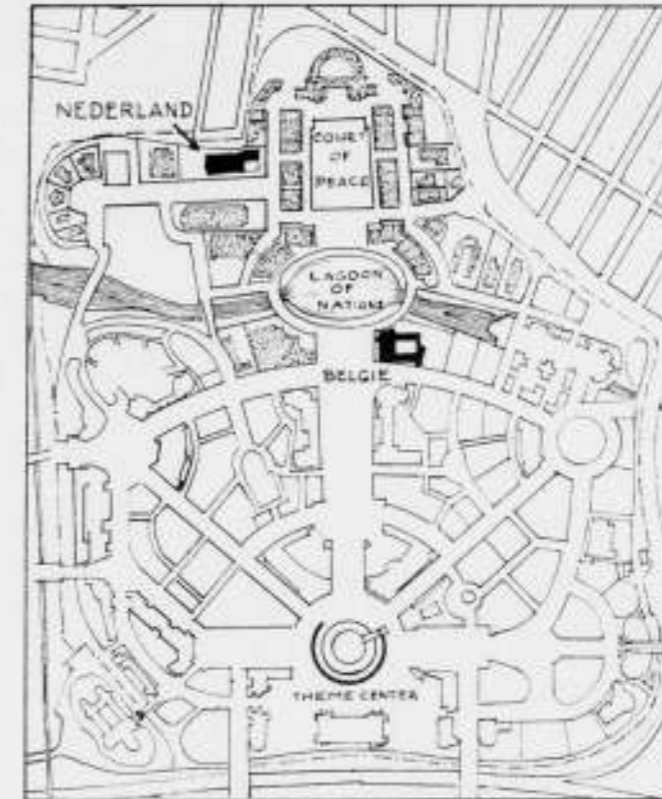 NEDERLAND
COURT
OF
PEACE
LAGOON
OF
NATIONS
BELGIE
THEME CENTER